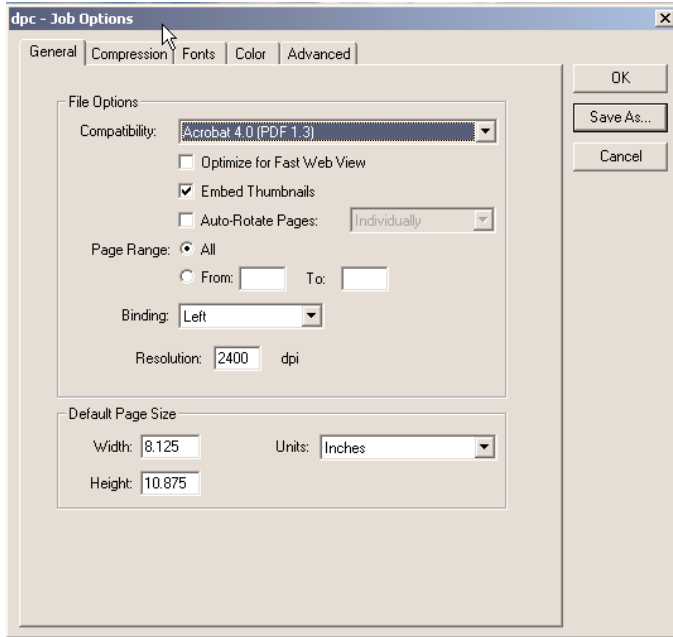 dpc - Job Options
General Compression Fonts Color Advanced
OK
File Options
Save As...
Compatibility: Acrobat 4.0 (PDF 1.3)
Cancel
Optimize for Fast Web View
Embed Thumbnails
Auto-Rotate Pages: Individually
Page Range: All
From: To:
Binding: Left
Resolution: 2400 dpi
Default Page Size
Width: 8.125 Units: Inches
Height: 10.875